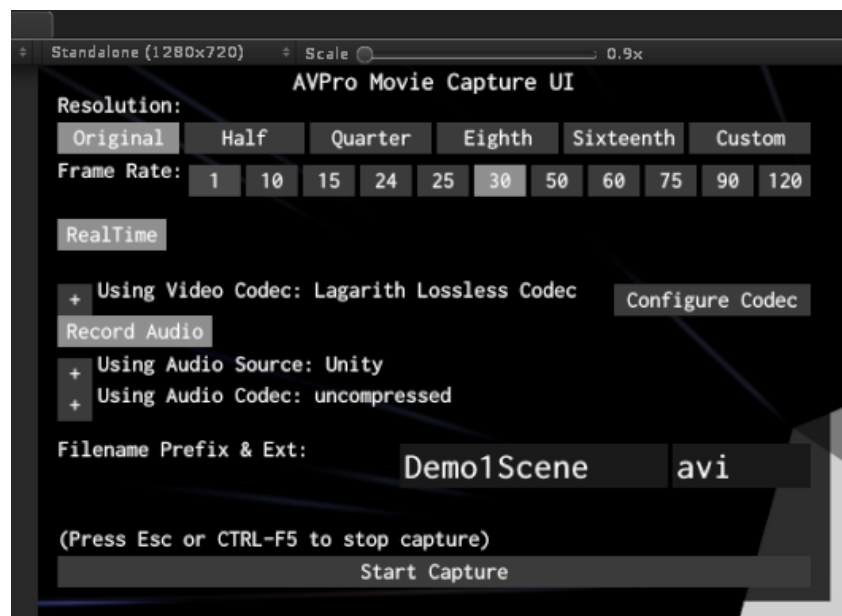 Standalone (1280x720) Scale 0.9x
AVPro Movie Capture UI
Resolution:
Original Half Quarter Eighth Sixteenth Custom
Frame Rate: 1 10 15 24 25 30 50 60 75 90 120
RealTime
+ Using Video Codec: Lagarith Lossless Codec Configure Codec
Record Audio
+ Using Audio Source: Unity
+ Using Audio Codec: uncompressed
Filename Prefix & Ext: Demo1Scene avi
(Press Esc or CTRL-F5 to stop capture)
Start Capture